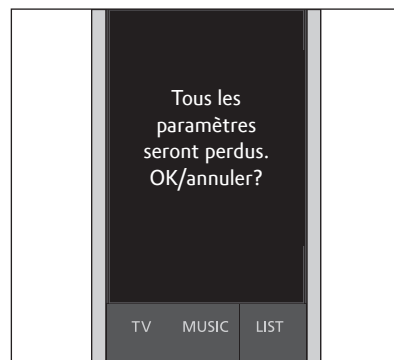 Tous les
paramètres
seront perdus.
OK/annuler?
TV MUSIC LIST